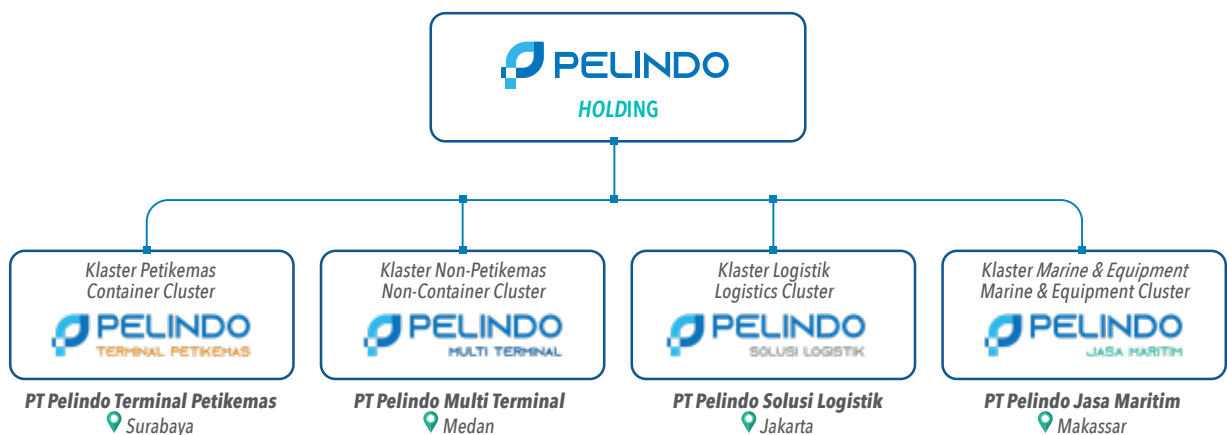 PELINDO
HOLDING
Klaster Petikemas
Container Cluster
PELINDO
TERMINAL PETIKEMAS
PT Pelindo Terminal Petikemas
Surabaya
Klaster Non-Petikemas
Non-Container Cluster
PELINDO
MULTI TERMINAL
PT Pelindo Multi Terminal
Medan
Klaster Logistik
Logistics Cluster
PELINDO
SOLUSI LOGISTIK
PT Pelindo Solusi Logistik
Jakarta
Klaster Marine & Equipment
Marine & Equipment Cluster
PELINDO
JASA MARITIM
PT Pelindo Jasa Maritim
Makassar